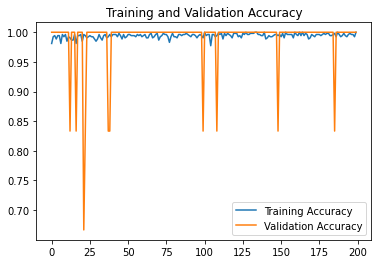 Training and Validation Accuracy
1.00
0.95
0.90
0.85
0.80
0.75
0.70
0 25 50 75 100 125 150 175 200
Training Accuracy
Validation Accuracy